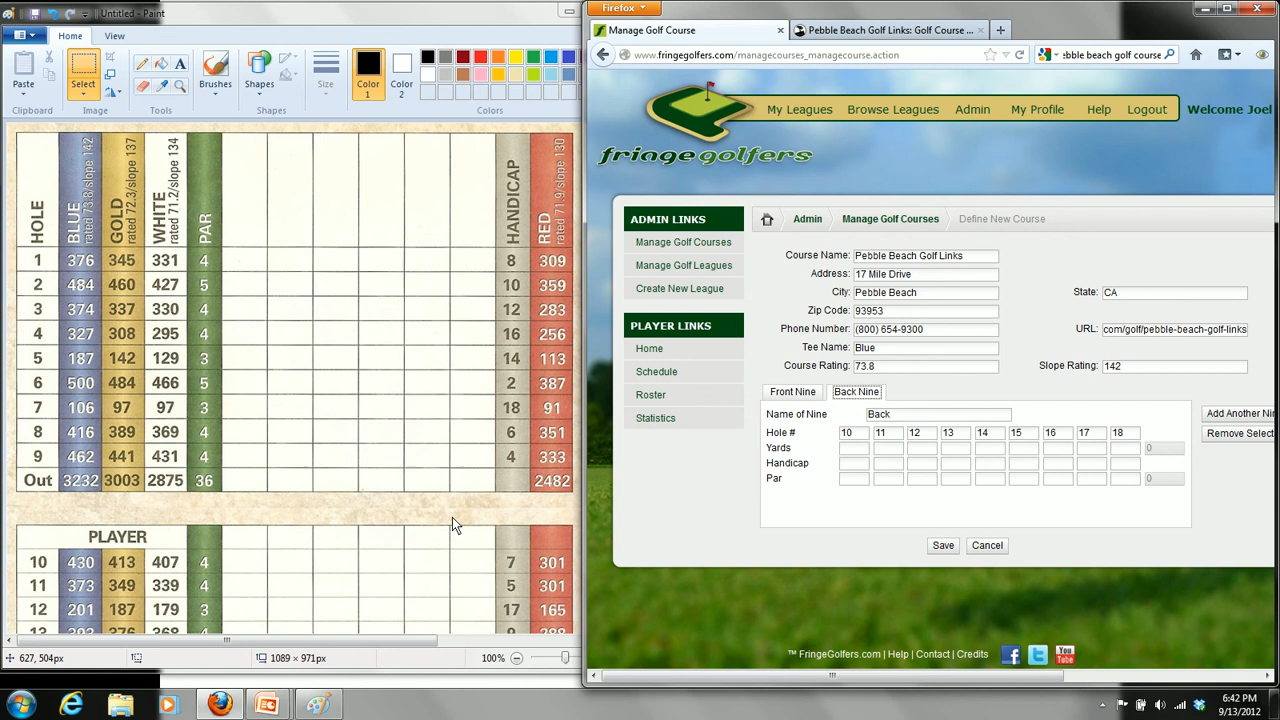 Untitled - Paint
Home View
Paste
Select
Brushes
Shapes
Size
Color 1
Color 2
Clipboard Image Shapes Colors
HOLE BLUE rated 73.8/slope 142 GOLD rated 72.3/slope 137 WHITE rated 71.2/slope 134 PAR HANDICAP RED rated 71.9/slope 130
1 376 345 331 4 8 309
2 484 460 427 5 10 359
3 374 337 330 4 12 283
4 327 308 295 4 16 256
5 187 142 129 3 14 113
6 500 484 466 5 2 387
7 106 97 97 3 18 91
8 416 389 369 4 6 351
9 462 441 431 4 4 333
Out 3232 3003 2875 36 2482
PLAYER
10 430 413 407 4 7 301
11 373 349 339 4 5 301
12 201 187 179 3 17 165
627, 504px
1089 × 971px
100%
Firefox
Manage Golf Course
Pebble Beach Golf Links: Golf Course ...
www.fringegolfers.com/managecourses_managecourse.action
:bble beach golf course
My Leagues Browse Leagues Admin My Profile Help Logout Welcome Joel
fringegolfers
ADMIN LINKS
Manage Golf Courses
Manage Golf Leagues
Create New League
PLAYER LINKS
Home
Schedule
Roster
Statistics
Admin Manage Golf Courses Define New Course
Course Name: Pebble Beach Golf Links
Address: 17 Mile Drive
City: Pebble Beach State: CA
Zip Code: 93953
Phone Number: (800) 654-9300 URL: com/golf/pebble-beach-golf-links
Tee Name: Blue
Course Rating: 73.8 Slope Rating: 142
Front Nine Back Nine
Name of Nine Back
Add Another Nin
Hole # 10 11 12 13 14 15 16 17 18
Remove Select
Yards 0
Handicap
Par 0
Save Cancel
™ FringeGolfers.com | Help | Contact | Credits
You Tube
6:42 PM
9/13/2012